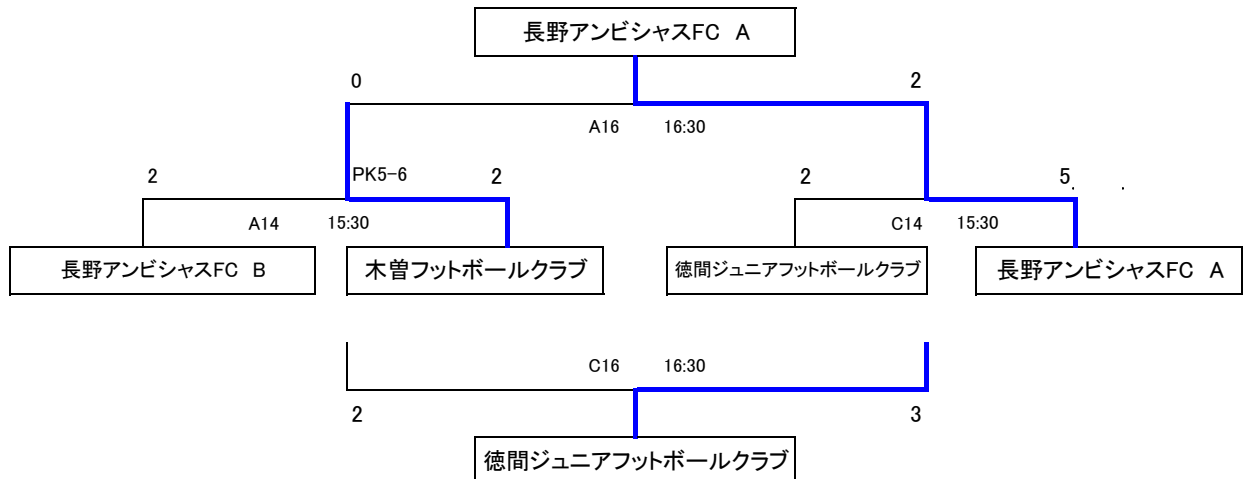 長野アンビシャスFC A
0
2
A16 16:30
2
PK5-6
2
2
5
A14 15:30
C14 15:30
長野アンビシャスFC B
木曽フットボールクラブ
徳間ジュニアフットボールクラブ
長野アンビシャスFC A
C16 16:30
2
3
徳間ジュニアフットボールクラブ